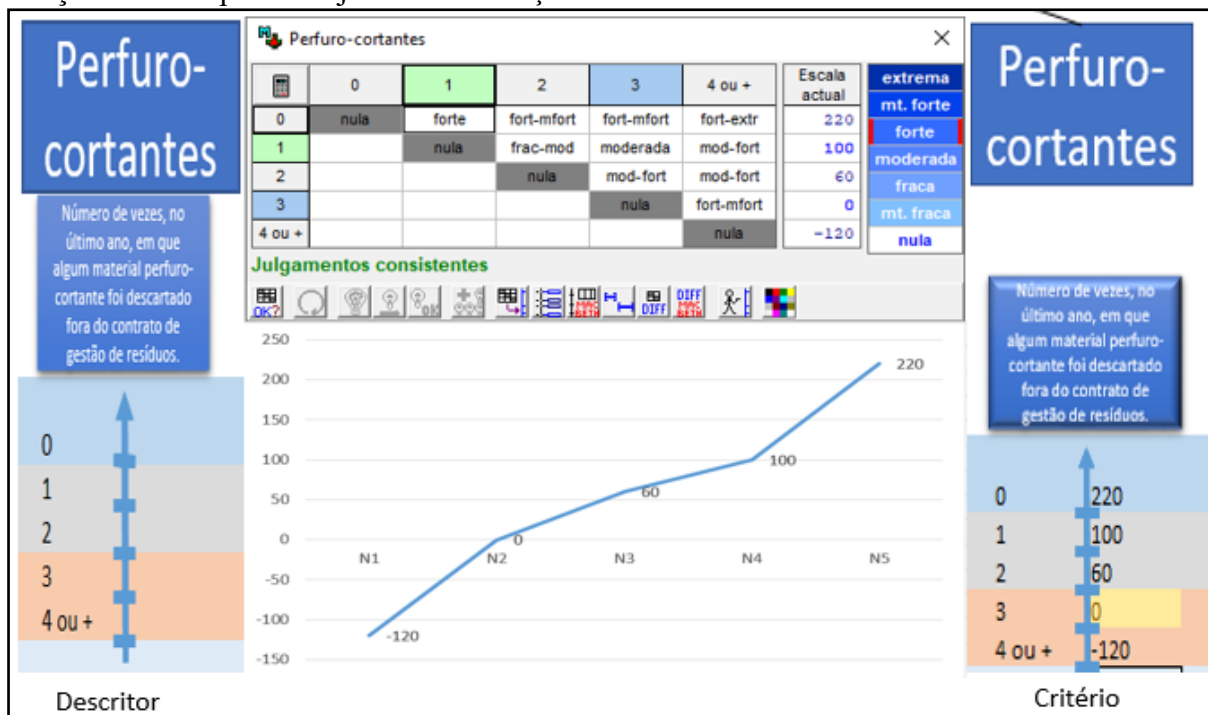 Perfuro-
cortantes
Número de vezes, no
último ano, em que
algum material perfuro-
cortante foi descartado
fora do contrato de
gestão de resíduos.
0
1
2
3
4 ou +
Descritor
Perfuro-cortantes
0 1 2 3 4 ou + Escala actual
0 nula forte fort-mfort fort-mfort fort-extr 220
1 nula frac-mod moderada mod-fort 100
2 nula mod-fort mod-fort 60
3 nula fort-mfort 0
4 ou + nula -120
extrema
mt. forte
forte
moderada
fraca
mt. fraca
nula
Julgamentos consistentes
OK? OK DIFF DIFF MAC BETH
250
200
150
100
50
0
-50
-100
-150
N1 N2 N3 N4 N5
-120
0
60
100
220
Perfuro-
cortantes
Número de vezes, no
último ano, em que
algum material perfuro-
cortante foi descartado
fora do contrato de
gestão de resíduos.
0 220
1 100
2 60
3 0
4 ou + -120
Critério